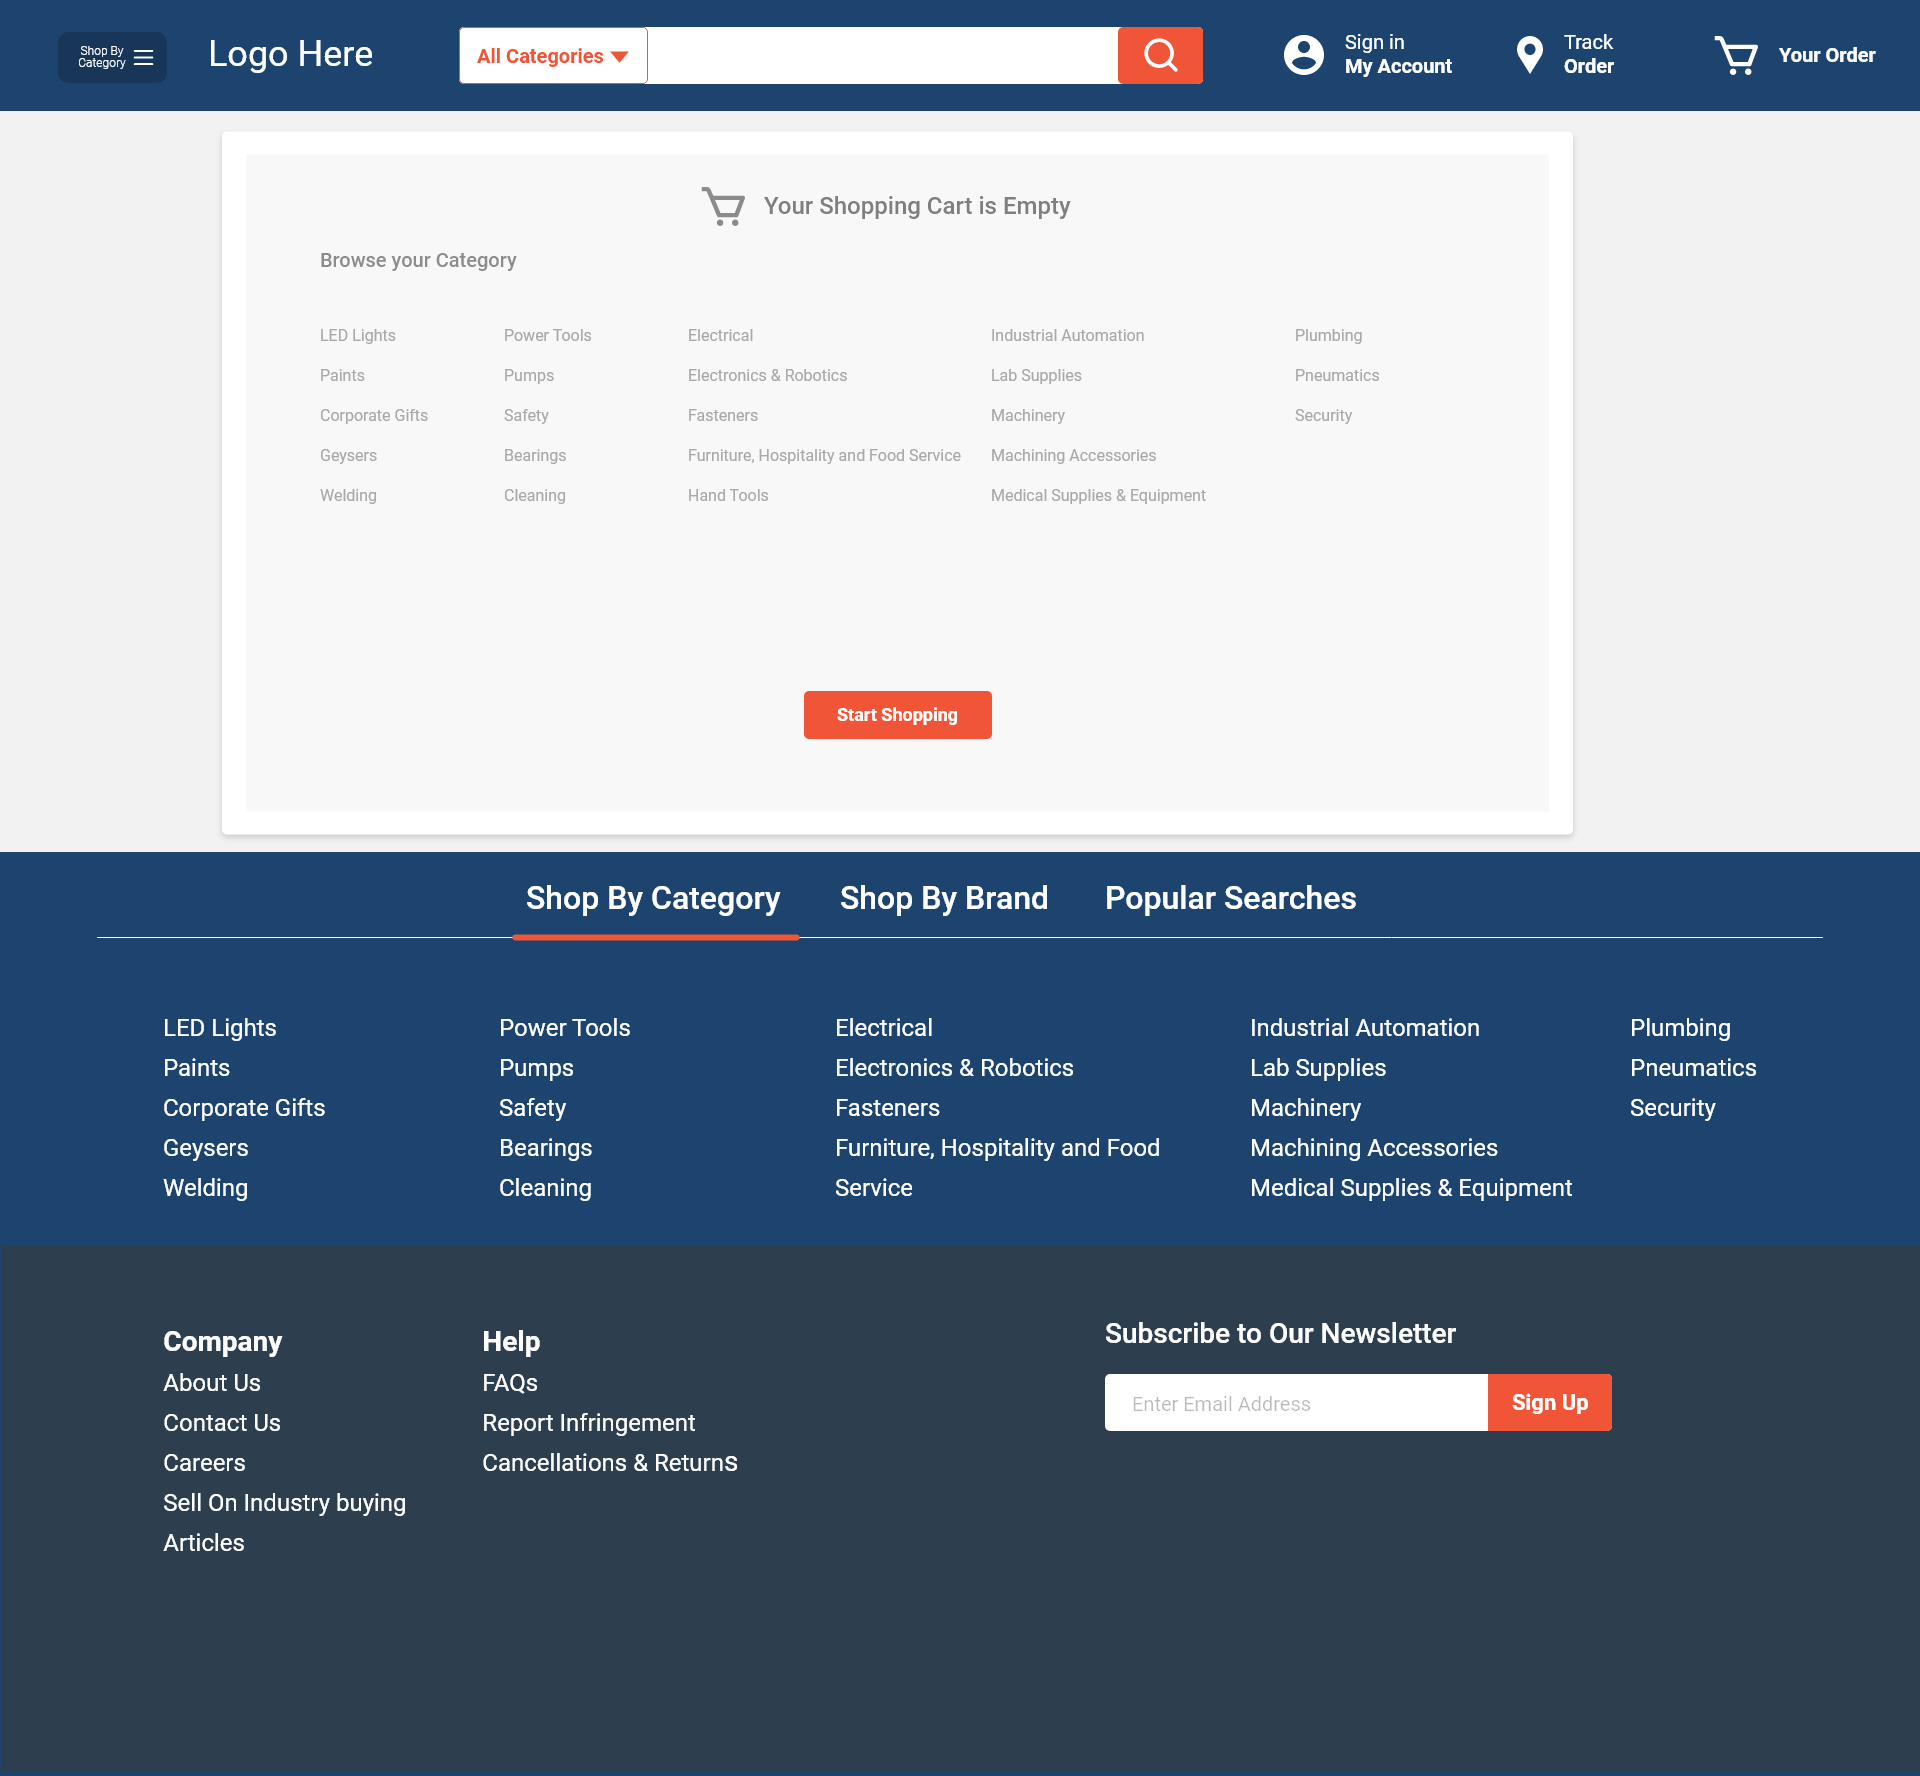 Shop By
Category
Logo Here
All Categories
Sign in
My Account
Track
Order
Your Order
Your Shopping Cart is Empty
Browse your Category
LED Lights
Paints
Corporate Gifts
Geysers
Welding
Power Tools
Pumps
Safety
Bearings
Cleaning
Electrical
Electronics & Robotics
Fasteners
Furniture, Hospitality and Food Service
Hand Tools
Industrial Automation
Lab Supplies
Machinery
Machining Accessories
Medical Supplies & Equipment
Plumbing
Pneumatics
Security
Start Shopping
Shop By Category
Shop By Brand
Popular Searches
LED Lights
Paints
Corporate Gifts
Geysers
Welding
Power Tools
Pumps
Safety
Bearings
Cleaning
Electrical
Electronics & Robotics
Fasteners
Furniture, Hospitality and Food
Service
Industrial Automation
Lab Supplies
Machinery
Machining Accessories
Medical Supplies & Equipment
Plumbing
Pneumatics
Security
Company
About Us
Contact Us
Careers
Sell On Industry buying
Articles
Help
FAQs
Report Infringement
Cancellations & Returns
Subscribe to Our Newsletter
Enter Email Address
Sign Up